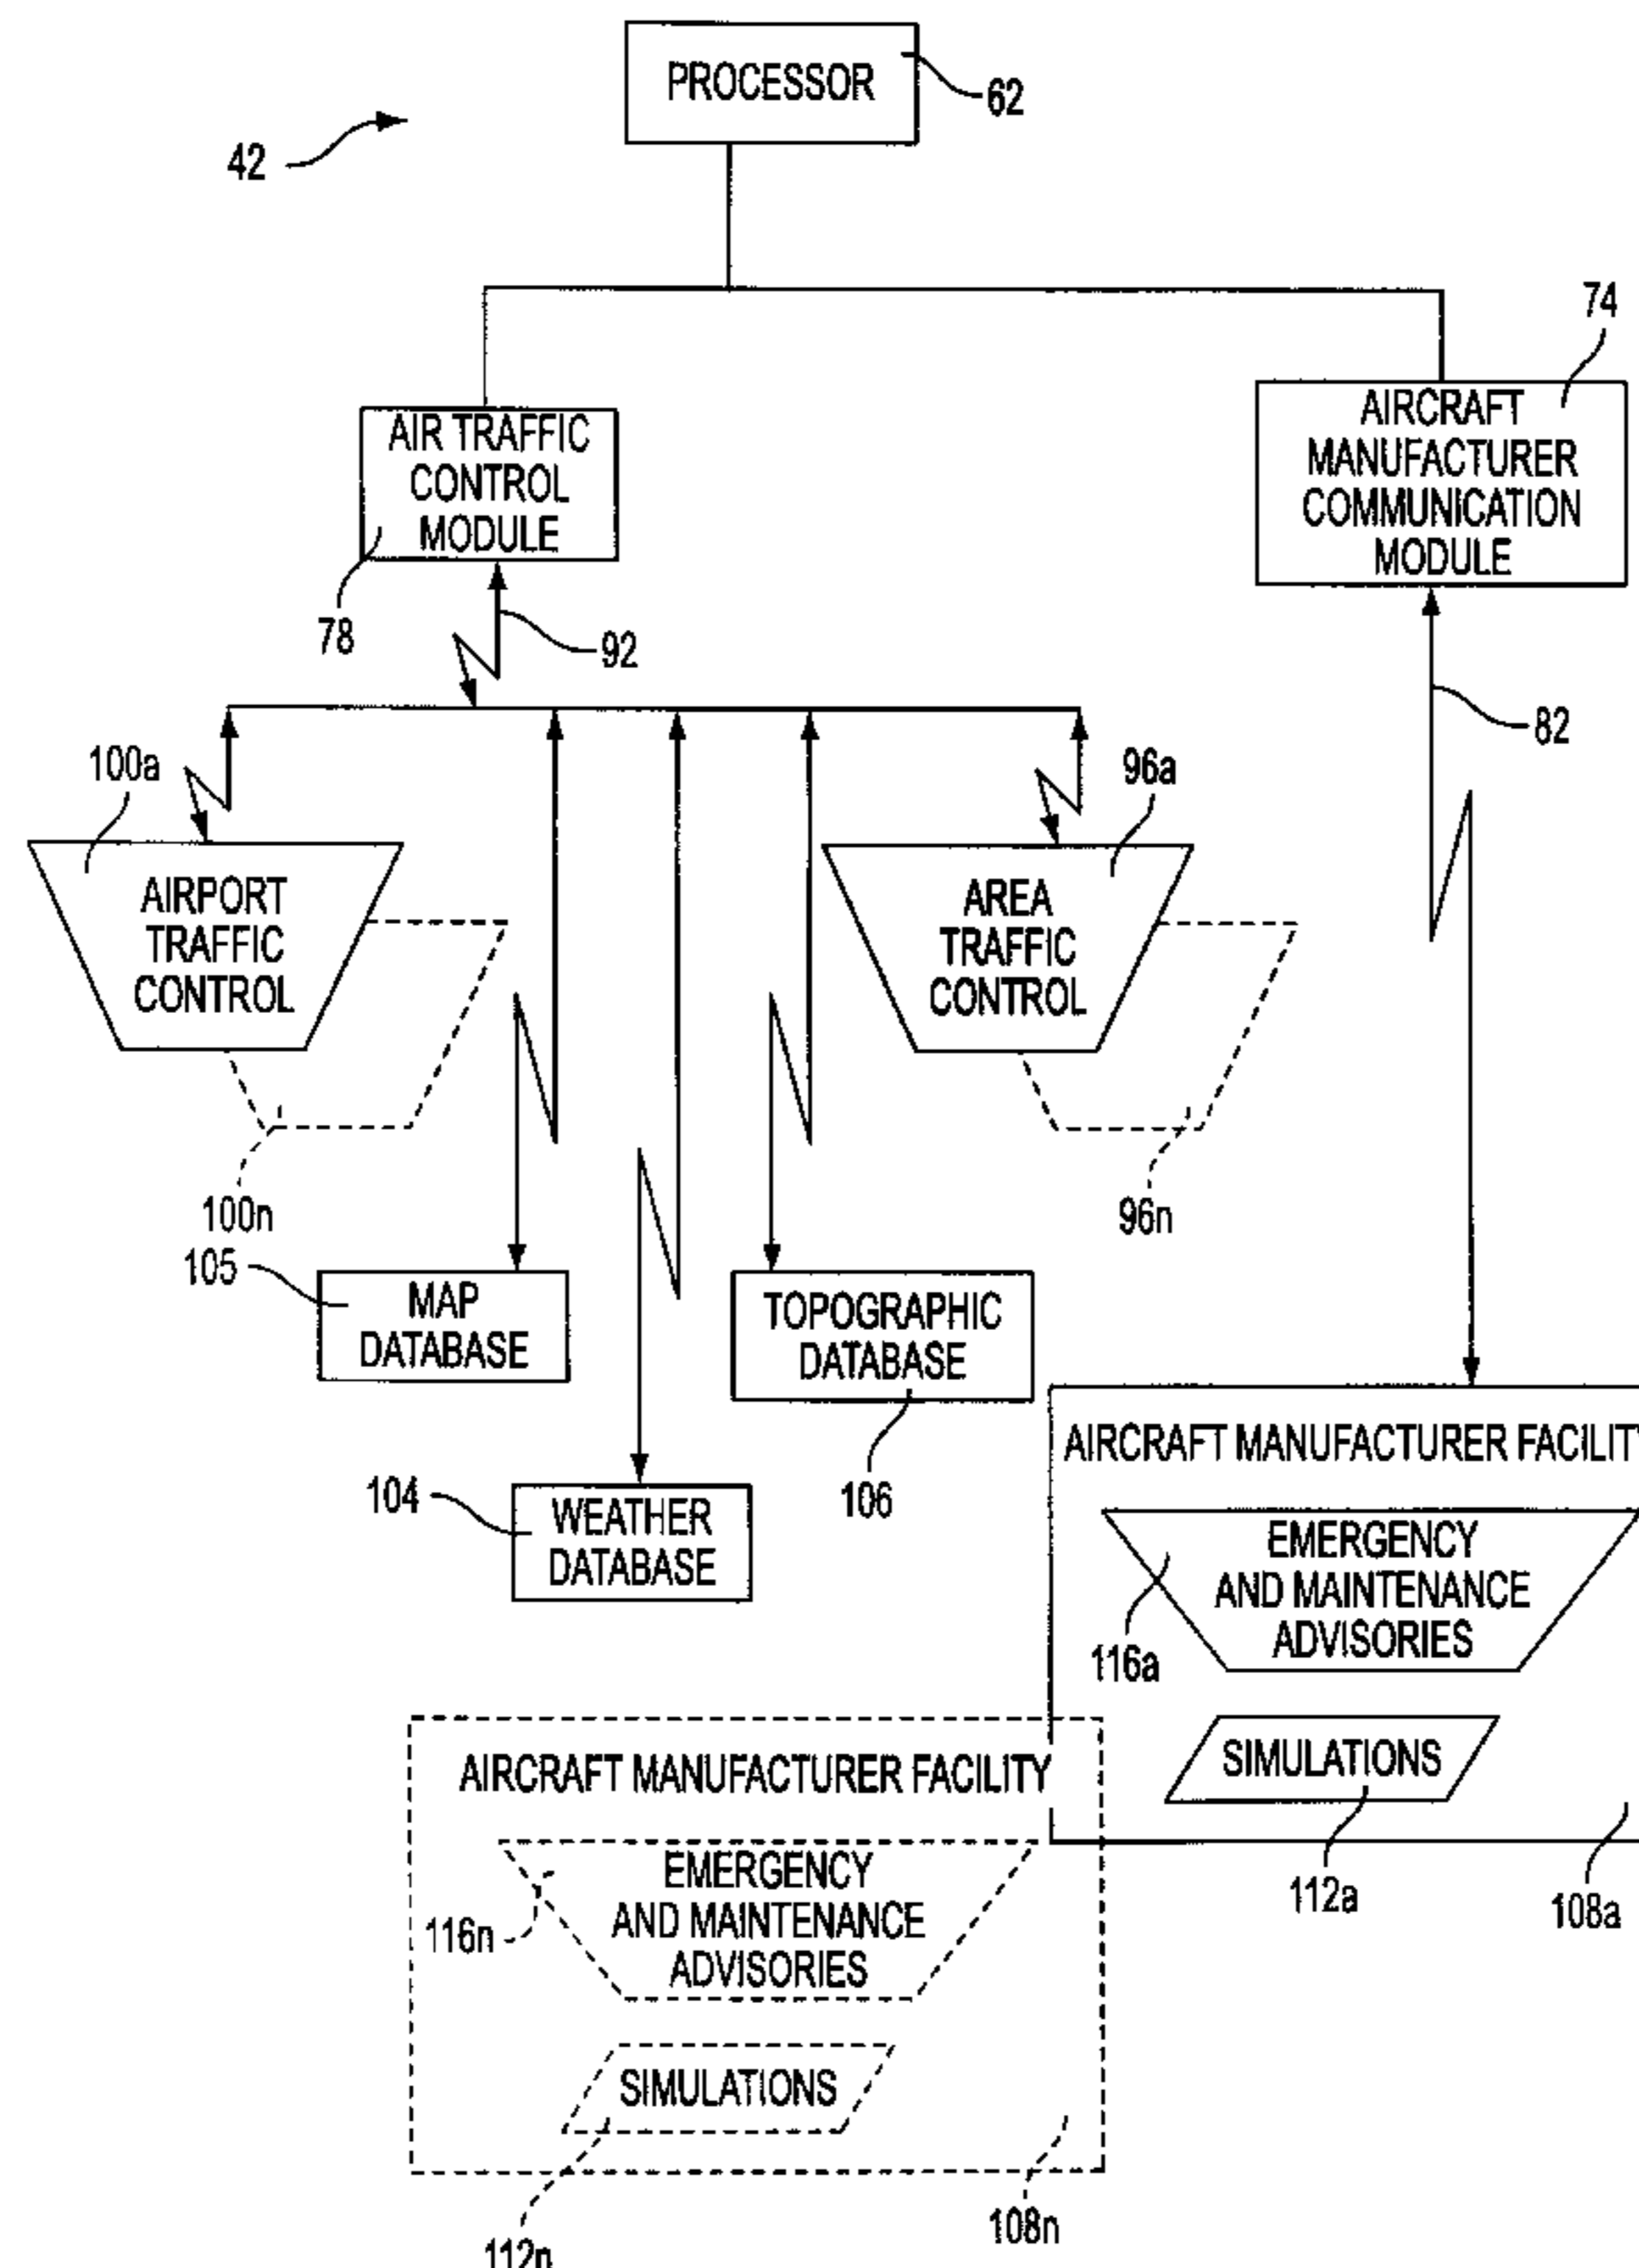 PROCESSOR
62
42
74
AIR TRAFFIC
CONTROL
MODULE
78
92
AIRCRAFT
MANUFACTURER
COMMUNICATION
MODULE
82
100a
AIRPORT
TRAFFIC
CONTROL
100n
96a
AREA
TRAFFIC
CONTROL
96n
105
MAP
DATABASE
TOPOGRAPHIC
DATABASE
106
104
WEATHER
DATABASE
AIRCRAFT MANUFACTURER FACILITY
EMERGENCY
AND MAINTENANCE
ADVISORIES
116a
SIMULATIONS
112a
108a
AIRCRAFT MANUFACTURER FACILITY
EMERGENCY
AND MAINTENANCE
ADVISORIES
116n
SIMULATIONS
112n
108n